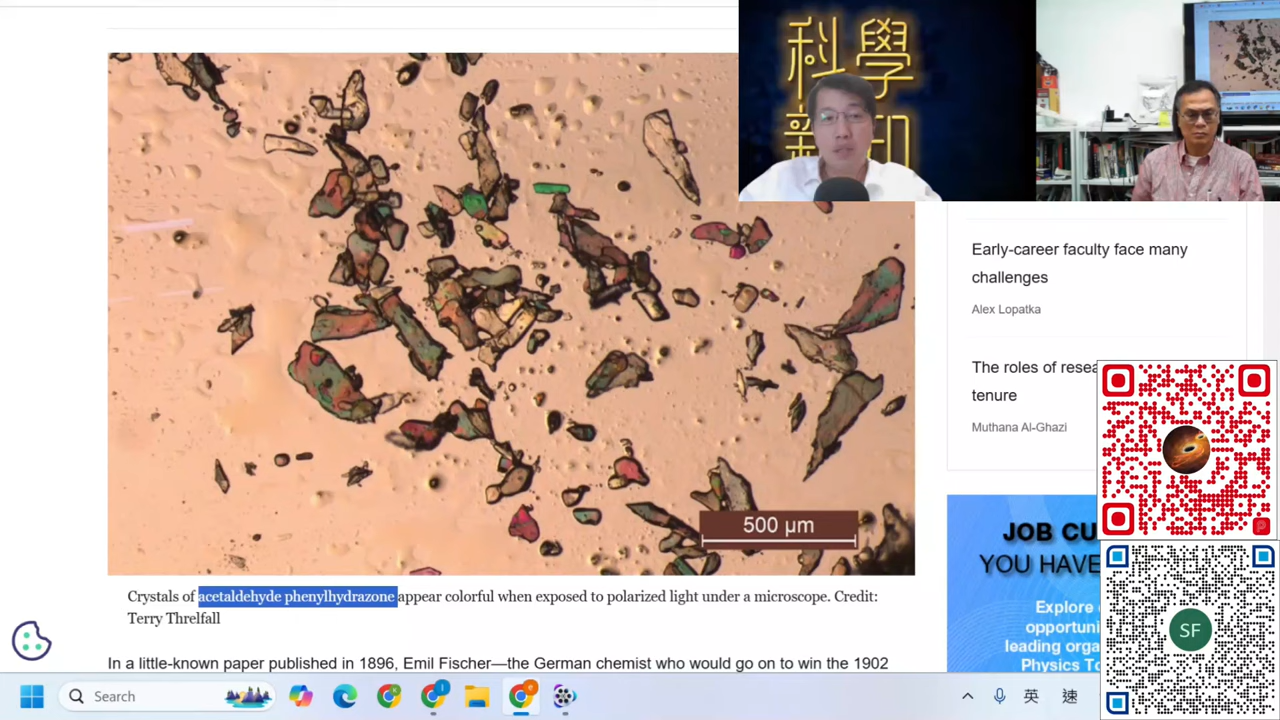 科學
新知
Early-career faculty face many
challenges
Alex Lopatka
The roles of resea
tenure
Muthana Al-Ghazi
500 µm
Crystals of acetaldehyde phenylhydrazone appear colorful when exposed to polarized light under a microscope. Credit:
Terry Threlfall
In a little-known paper published in 1896, Emil Fischer—the German chemist who would go on to win the 1902
JOB CU
YOU HAVE
Explore
opportuni
leading orga
Physics To
SF
Search
英
速